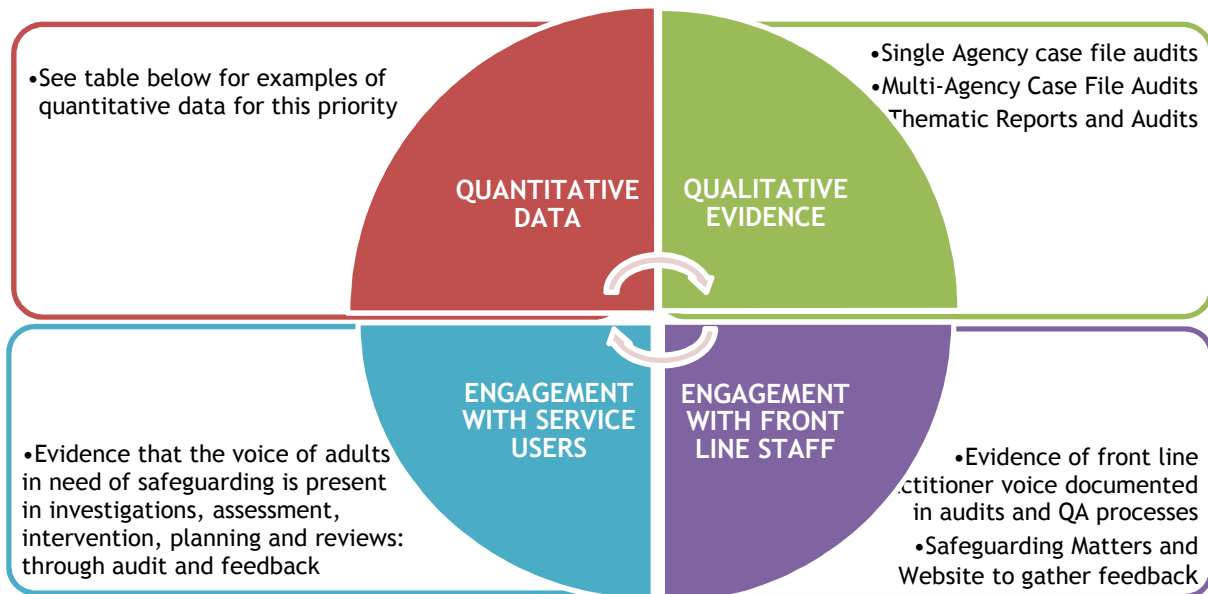 •See table below for examples of
quantitative data for this priority
•Single Agency case file audits
•Multi-Agency Case File Audits
Thematic Reports and Audits
QUANTITATIVE
DATA
QUALITATIVE
EVIDENCE
ENGAGEMENT
WITH SERVICE
USERS
ENGAGEMENT
WITH FRONT
LINE STAFF
•Evidence that the voice of adults
in need of safeguarding is present
in investigations, assessment,
intervention, planning and reviews:
through audit and feedback
•Evidence of front line
voice documented
in audits and QA processes
•Safeguarding Matters and
Website to gather feedback